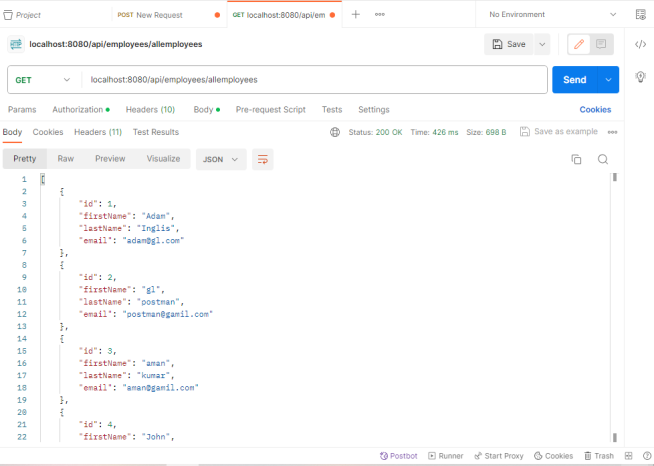 Project
POST New Request
GET localhost:8080/api/em
No Environment
localhost:8080/api/employees/allemployees
Save
GET
localhost:8080/api/employees/allemployees
Send
Params Authorization Headers (10) Body Pre-request Script Tests Settings Cookies
Body Cookies Headers (11) Test Results
Status: 200 OK Time: 426 ms Size: 698 B Save as example
Pretty Raw Preview Visualize JSON
1 [
2 {
3 "id": 1,
4 "firstName": "Adam",
5 "lastName": "Inglis",
6 "email": "adam@gl.com"
7 },
8 {
9 "id": 2,
10 "firstName": "gl",
11 "lastName": "postman",
12 "email": "postman@gamil.com"
13 },
14 {
15 "id": 3,
16 "firstName": "aman",
17 "lastName": "kumar",
18 "email": "aman@gamil.com"
19 },
20 {
21 "id": 4,
22 "firstName": "John",
Postbot Runner Start Proxy Cookies Trash